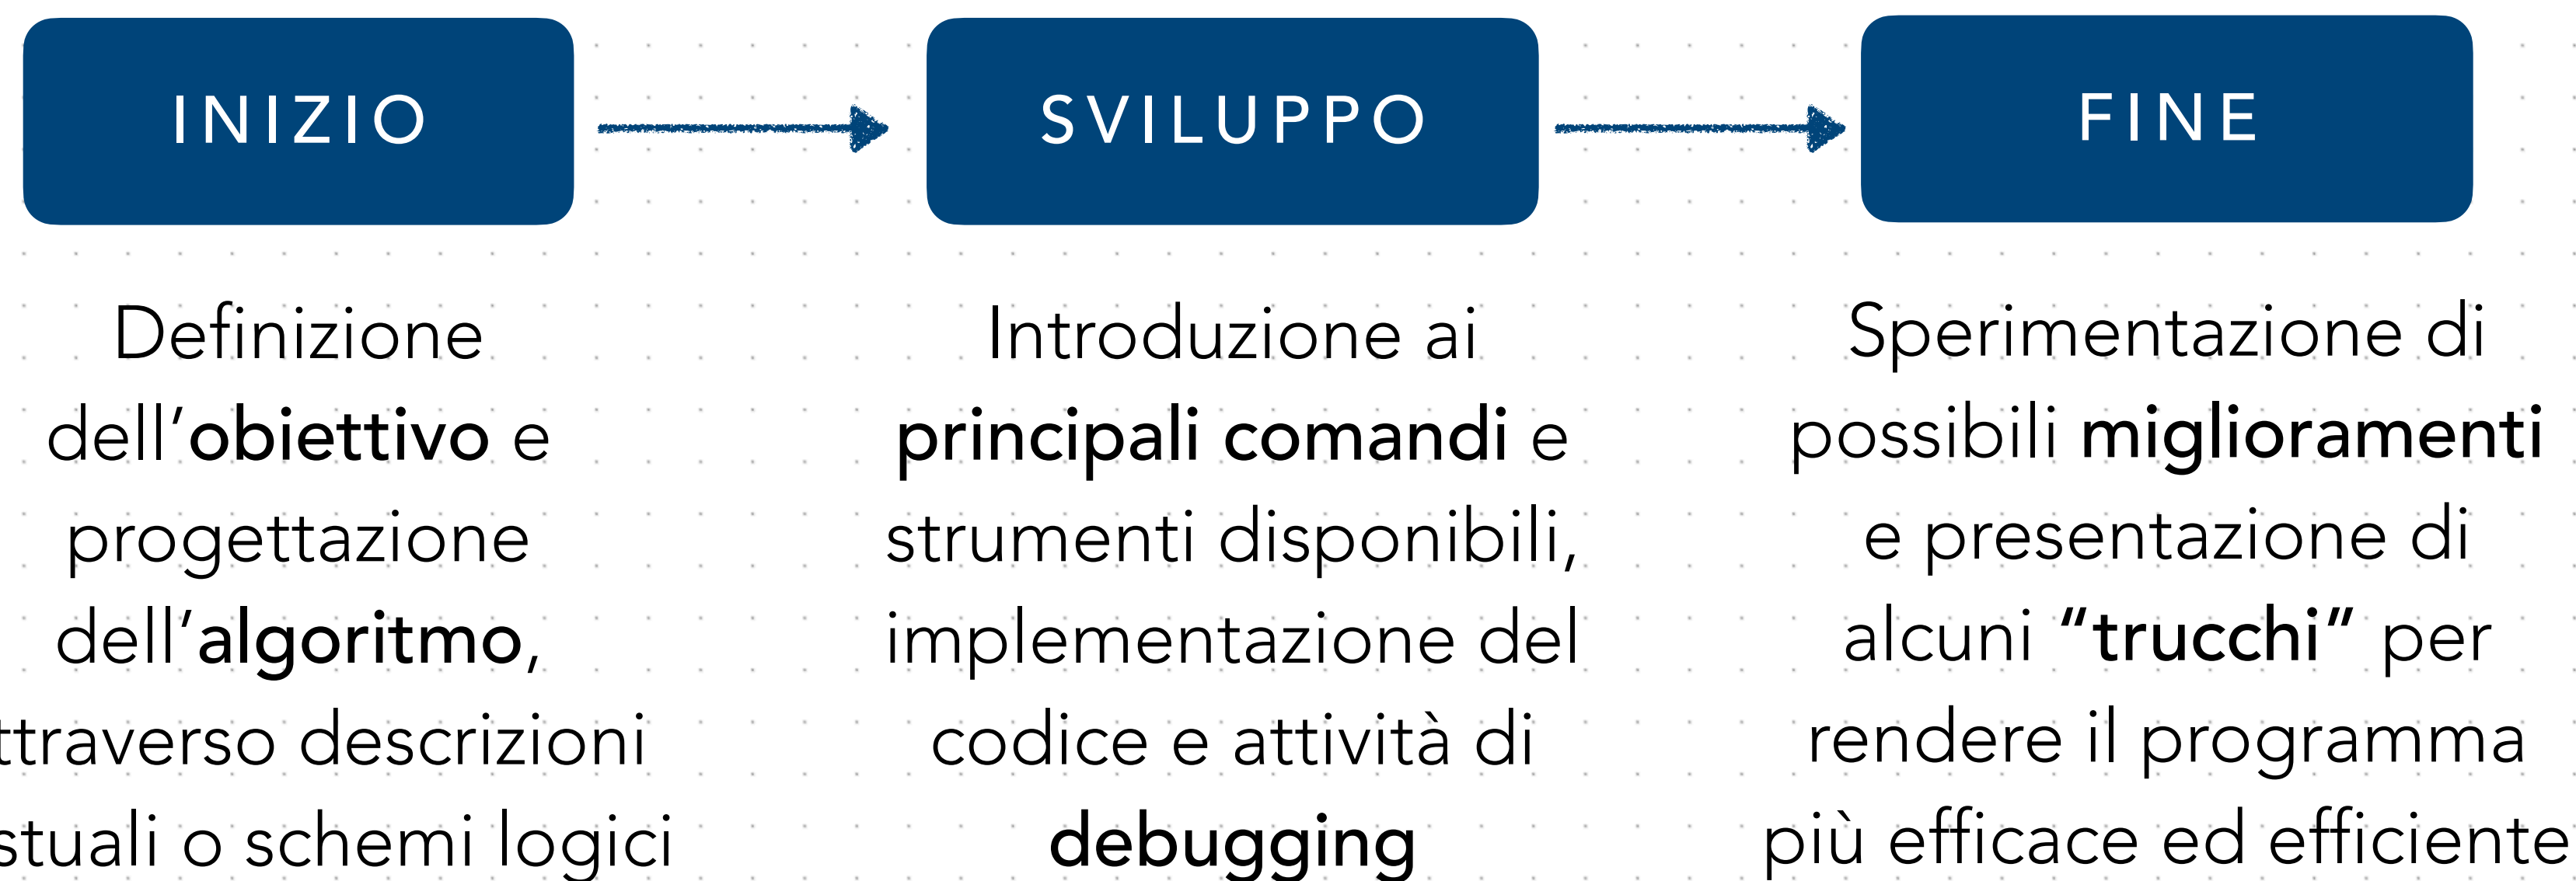 INIZIO
Definizione
dell'obiettivo e
progettazione
dell'algoritmo,
ttraverso descrizioni
stuali o schemi logici
SVILUPPO
Introduzione ai
principali comandi e
strumenti disponibili,
implementazione del
codice e attività di
debugging
FINE
Sperimentazione di
possibili miglioramenti
e presentazione di
alcuni "trucchi" per
rendere il programma
più efficace ed efficiente